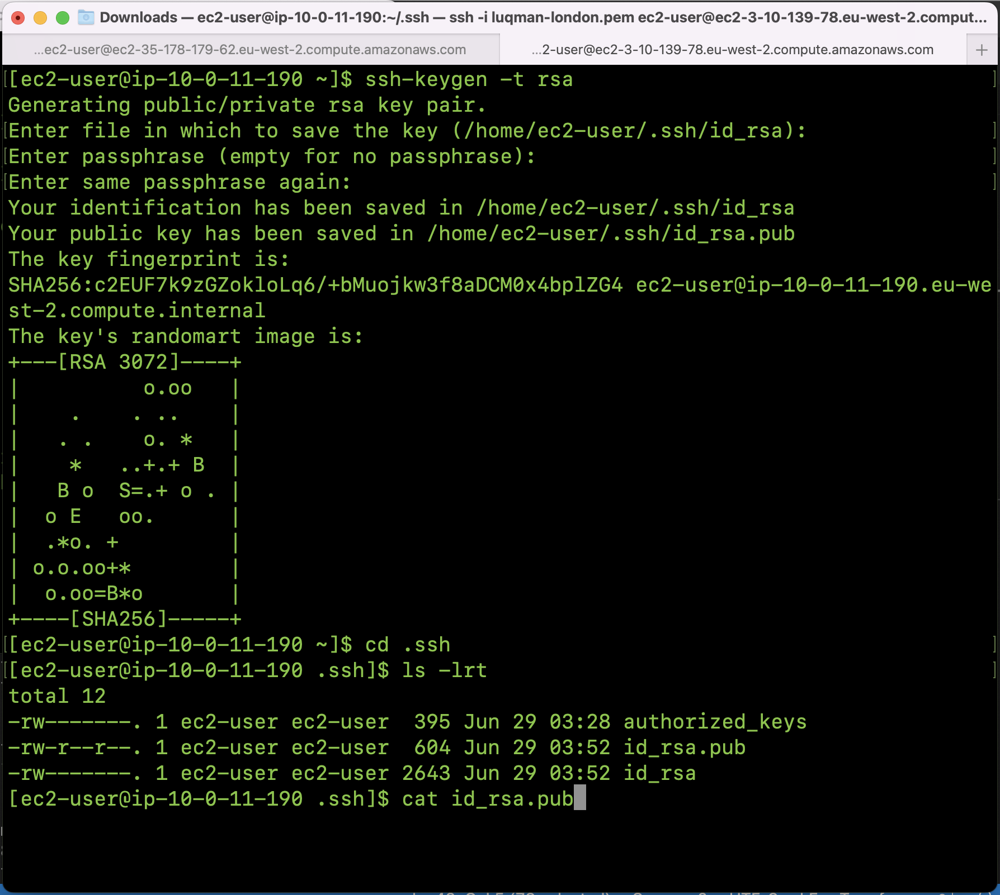 Downloads — ec2-user@ip-10-0-11-190:~/.ssh — ssh -i luqman-london.pem ec2-user@ec2-3-10-139-78.eu-west-2.comput...
...ec2-user@ec2-35-178-179-62.eu-west-2.compute.amazonaws.com
...2-user@ec2-3-10-139-78.eu-west-2.compute.amazonaws.com
[ec2-user@ip-10-0-11-190 ~]$ ssh-keygen -t rsa
Generating public/private rsa key pair.
Enter file in which to save the key (/home/ec2-user/.ssh/id_rsa):
Enter passphrase (empty for no passphrase):
Enter same passphrase again:
Your identification has been saved in /home/ec2-user/.ssh/id_rsa
Your public key has been saved in /home/ec2-user/.ssh/id_rsa.pub
The key fingerprint is:
SHA256:c2EUF7k9zGZokloLq6/+bMuojkw3f8aDCM0x4bplZG4 ec2-user@ip-10-0-11-190.eu-we
st-2.compute.internal
The key's randomart image is:
+---[RSA 3072]----+
|          o.oo   |
|    .    . ..    |
|   . .    o. *   |
|    *   ..+.+ B  |
|   B o  S=.+ o . |
|  o E   oo.      |
|  .*o. +         |
| o.o.oo+*        |
|  o.oo=B*o       |
+----[SHA256]-----+
[ec2-user@ip-10-0-11-190 ~]$ cd .ssh
[ec2-user@ip-10-0-11-190 .ssh]$ ls -lrt
total 12
-rw-------. 1 ec2-user ec2-user  395 Jun 29 03:28 authorized_keys
-rw-r--r--. 1 ec2-user ec2-user  604 Jun 29 03:52 id_rsa.pub
-rw-------. 1 ec2-user ec2-user 2643 Jun 29 03:52 id_rsa
[ec2-user@ip-10-0-11-190 .ssh]$ cat id_rsa.pub